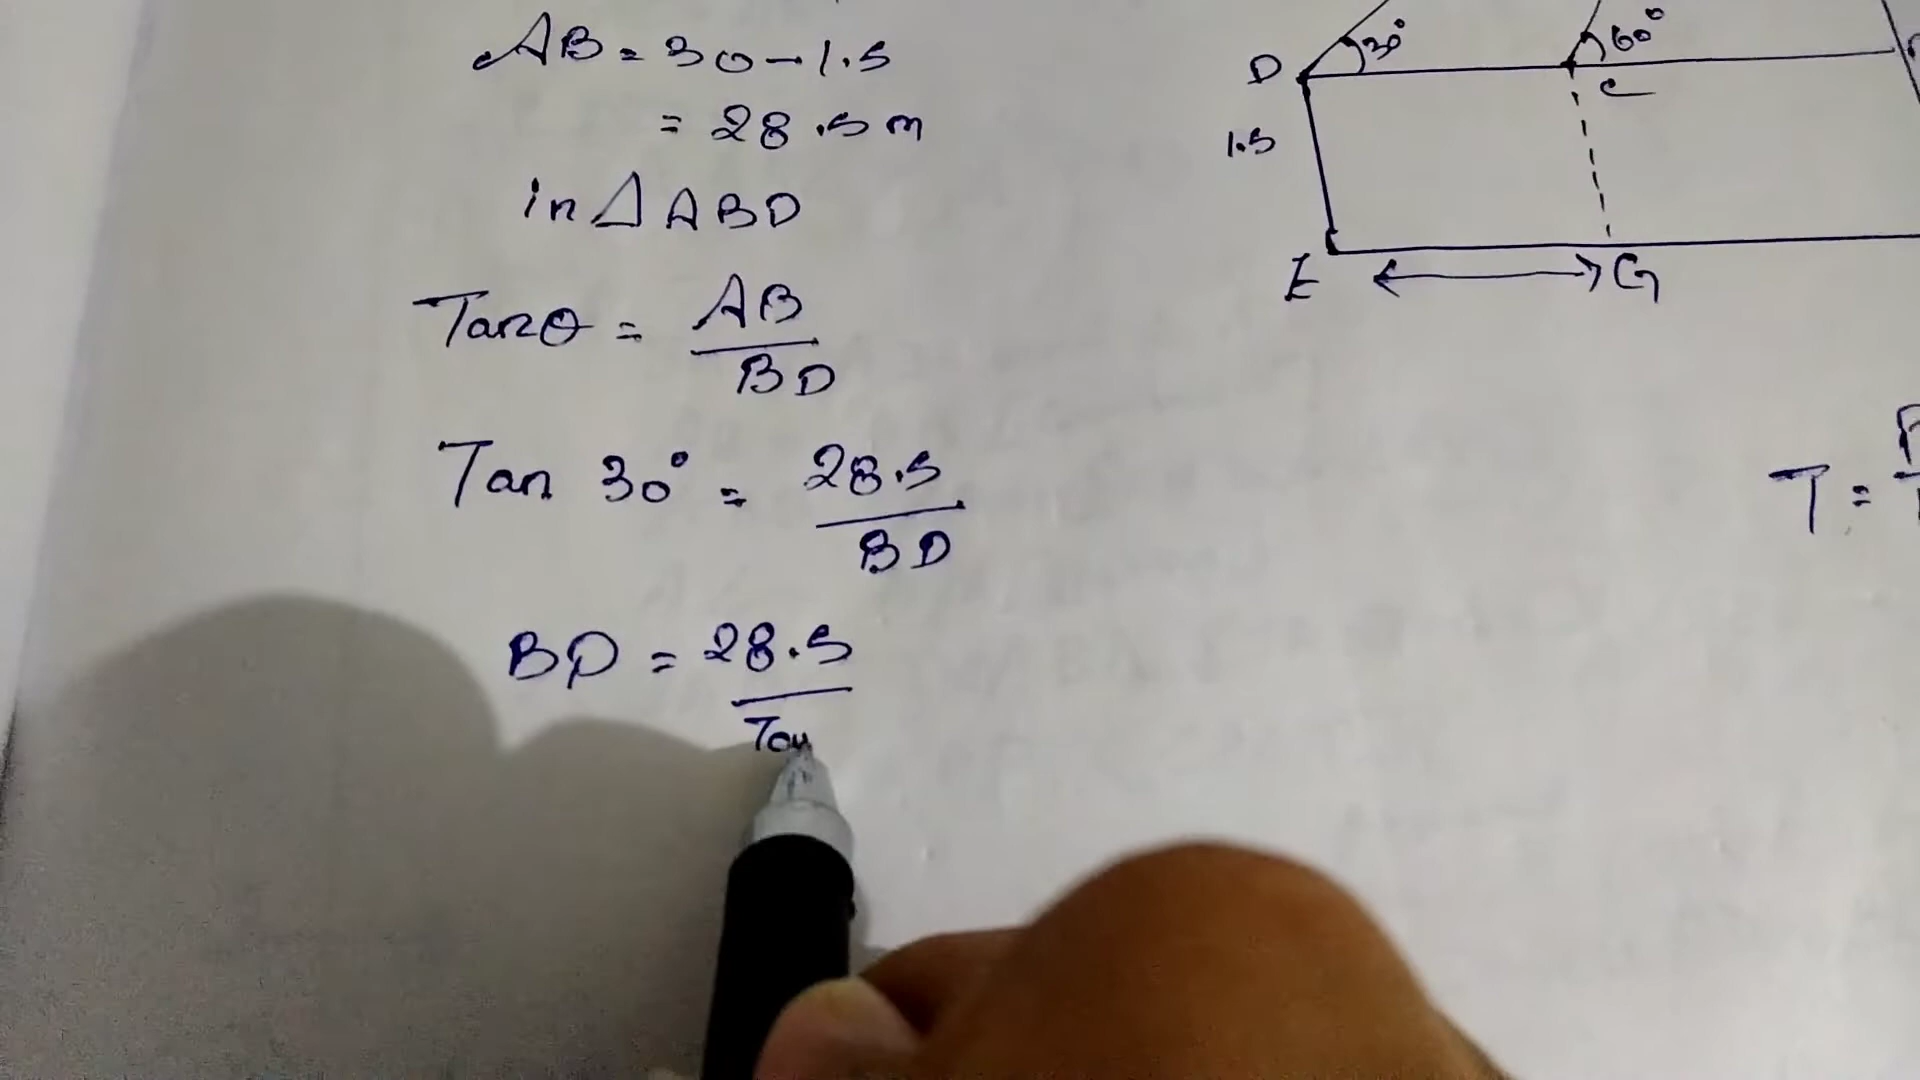 AB = 30 - 1.5
= 28.5 m
in △ ABD
Tanθ = AB
BD
Tan 30° = 28.5
BD
BD = 28.5
Tan
D 30° 60°
C
1.5
E G
T =